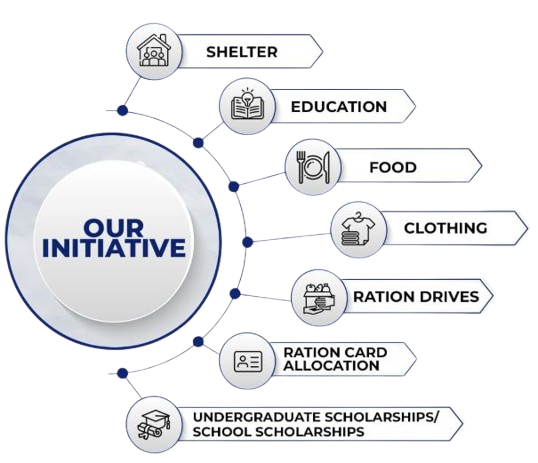 SHELTER
EDUCATION
FOOD
OUR
INITIATIVE
CLOTHING
RATION DRIVES
RATION CARD
ALLOCATION
UNDERGRADUATE SCHOLARSHIPS/
SCHOOL SCHOLARSHIPS